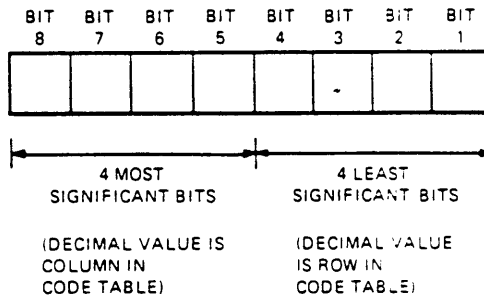 BIT BIT BIT BIT BIT BIT BIT BIT
8 7 6 5 4 3 2 1
4 MOST
SIGNIFICANT BITS
4 LEAST
SIGNIFICANT BITS
(DECIMAL VALUE IS
COLUMN IN
CODE TABLE)
(DECIMAL VALUE
IS ROW IN
CODE TABLE)